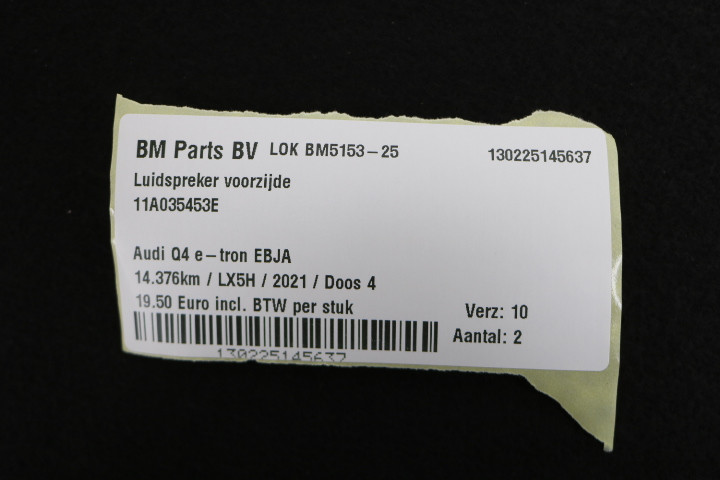 BM Parts BV LOK BM5153-25 130225145637
Luidspreker voorzijde
11A035453E
Audi Q4 e-tron EBJA
14.376km / LX5H / 2021 / Doos 4
19.50 Euro incl. BTW per stuk Verz: 10
Aantal: 2
130225145637